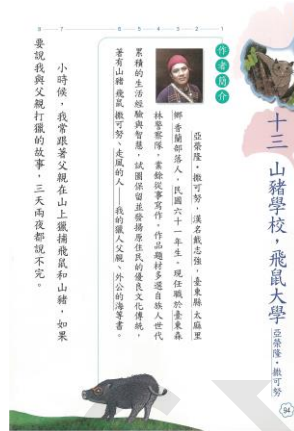 十三 山豬學校，飛鼠大學
亞榮隆・撒可努
作者簡介
亞榮隆・撒可努，漢名戴志強，臺東縣太麻里
鄉香蘭部落人，民國六十一年生。現任職於臺東森
林警察隊，業餘從事寫作。作品題材多選自族人世代
累積的生活經驗與智慧，試圖保留並發揚原住民的優良文化傳統，
著有山豬 飛鼠 撒可努、走風的人——我的獵人父親、外公的海等書。
小時候，我常跟著父親在山上獵捕飛鼠和山豬，如果
要說我與父親打獵的故事，三天兩夜都說不完。
1
2
3
4
5
6
7
8
94